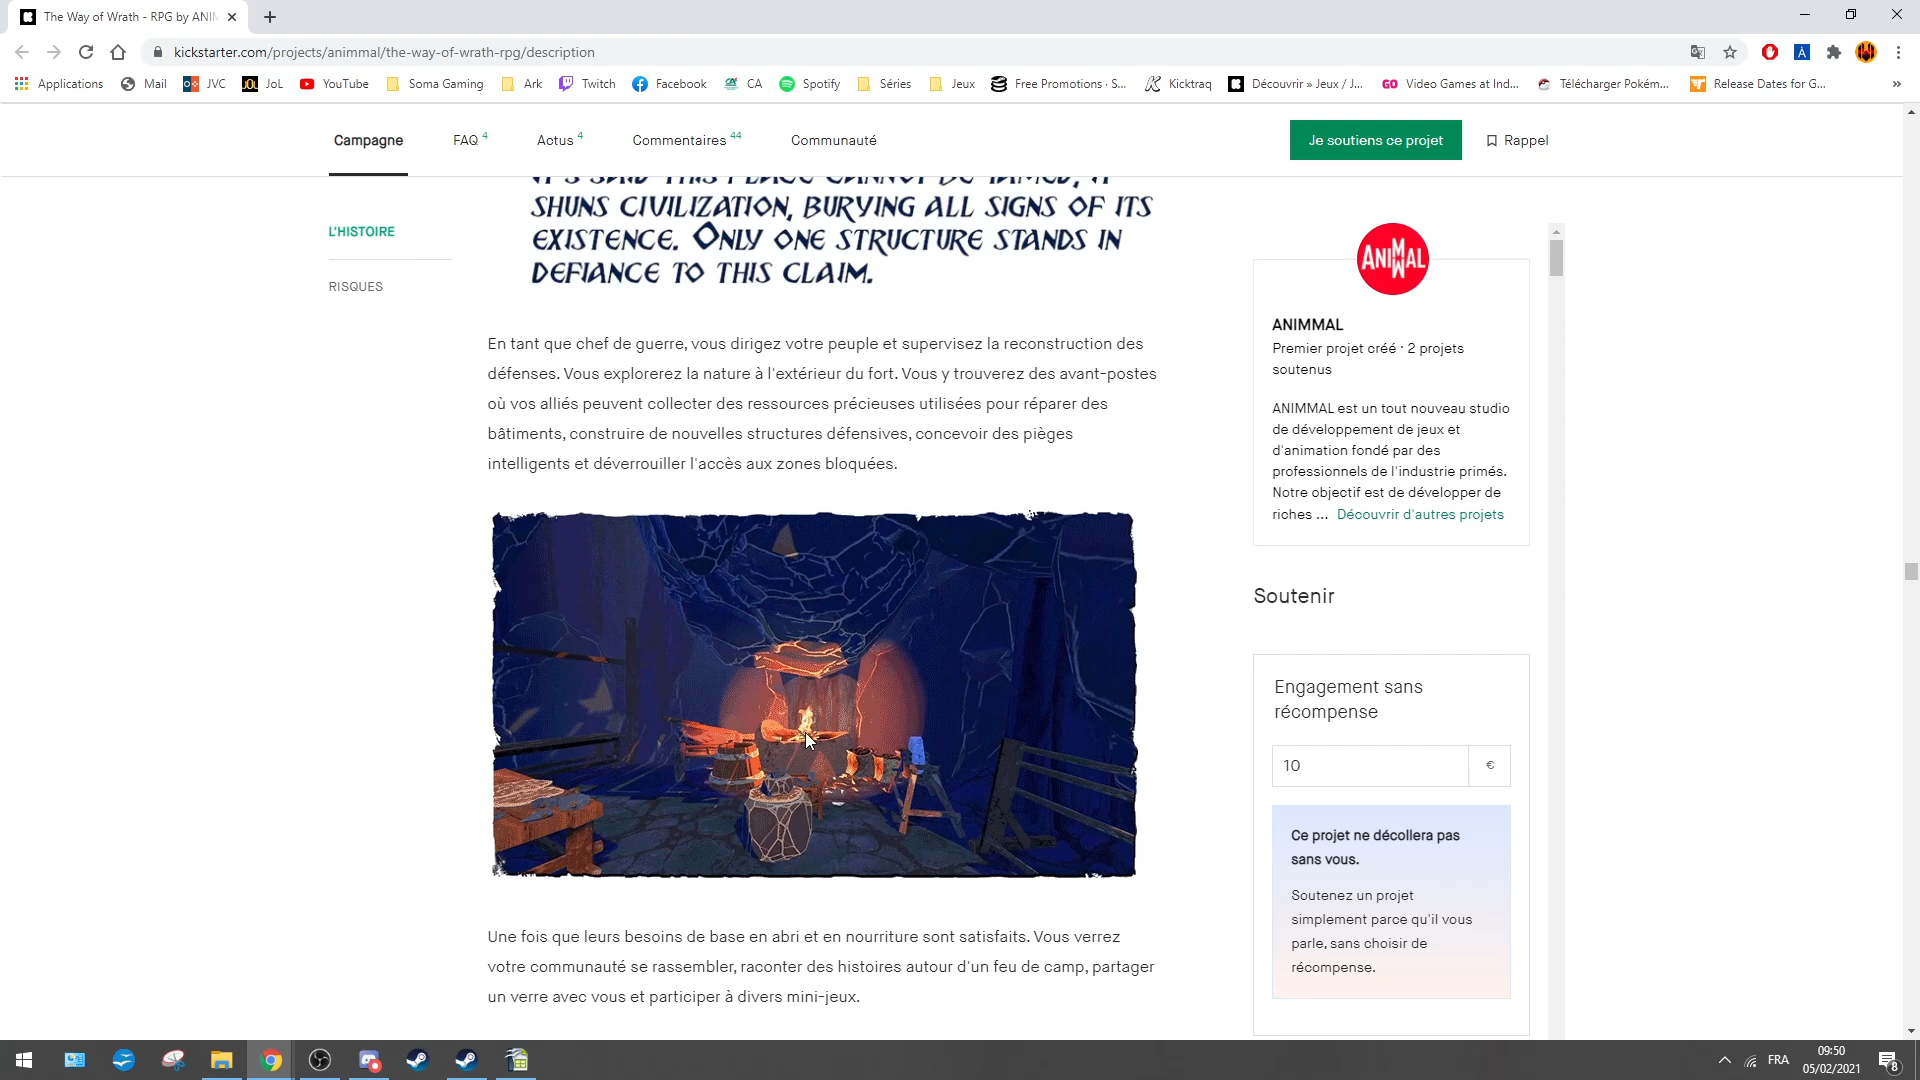 The Way of Wrath - RPG by ANIM
kickstarter.com/projects/animmal/the-way-of-wrath-rpg/description
Applications
Mail
JVC
JoL
YouTube
Soma Gaming
Ark
Twitch
Facebook
CA
Spotify
Séries
Jeux
Free Promotions · S...
Kicktraq
Découvrir » Jeux / J...
GO Video Games at Ind...
Télécharger Pokém...
Release Dates for G...
»
Campagne
FAQ 4
Actus 4
Commentaires 44
Communauté
Je soutiens ce projet
Rappel
L'HISTOIRE
RISQUES
IT'S SAID THIS PLACE CANNOT BE TAMED, IT
SHUNS CIVILIZATION, BURYING ALL SIGNS OF ITS
EXISTENCE. ONLY ONE STRUCTURE STANDS IN
DEFIANCE TO THIS CLAIM.
En tant que chef de guerre, vous dirigez votre peuple et supervisez la reconstruction des
défenses. Vous explorerez la nature à l'extérieur du fort. Vous y trouverez des avant-postes
où vos alliés peuvent collecter des ressources précieuses utilisées pour réparer des
bâtiments, construire de nouvelles structures défensives, concevoir des pièges
intelligents et déverrouiller l'accès aux zones bloquées.
Une fois que leurs besoins de base en abri et en nourriture sont satisfaits. Vous verrez
votre communauté se rassembler, raconter des histoires autour d'un feu de camp, partager
un verre avec vous et participer à divers mini-jeux.
ANIMMAL
ANIMMAL
Premier projet créé · 2 projets
soutenus
ANIMMAL est un tout nouveau studio
de développement de jeux et
d'animation fondé par des
professionnels de l'industrie primés.
Notre objectif est de développer de
riches ... Découvrir d'autres projets
Soutenir
Engagement sans
récompense
10 €
Ce projet ne décollera pas
sans vous.
Soutenez un projet
simplement parce qu'il vous
parle, sans choisir de
récompense.
FRA
09:50
05/02/2021
8